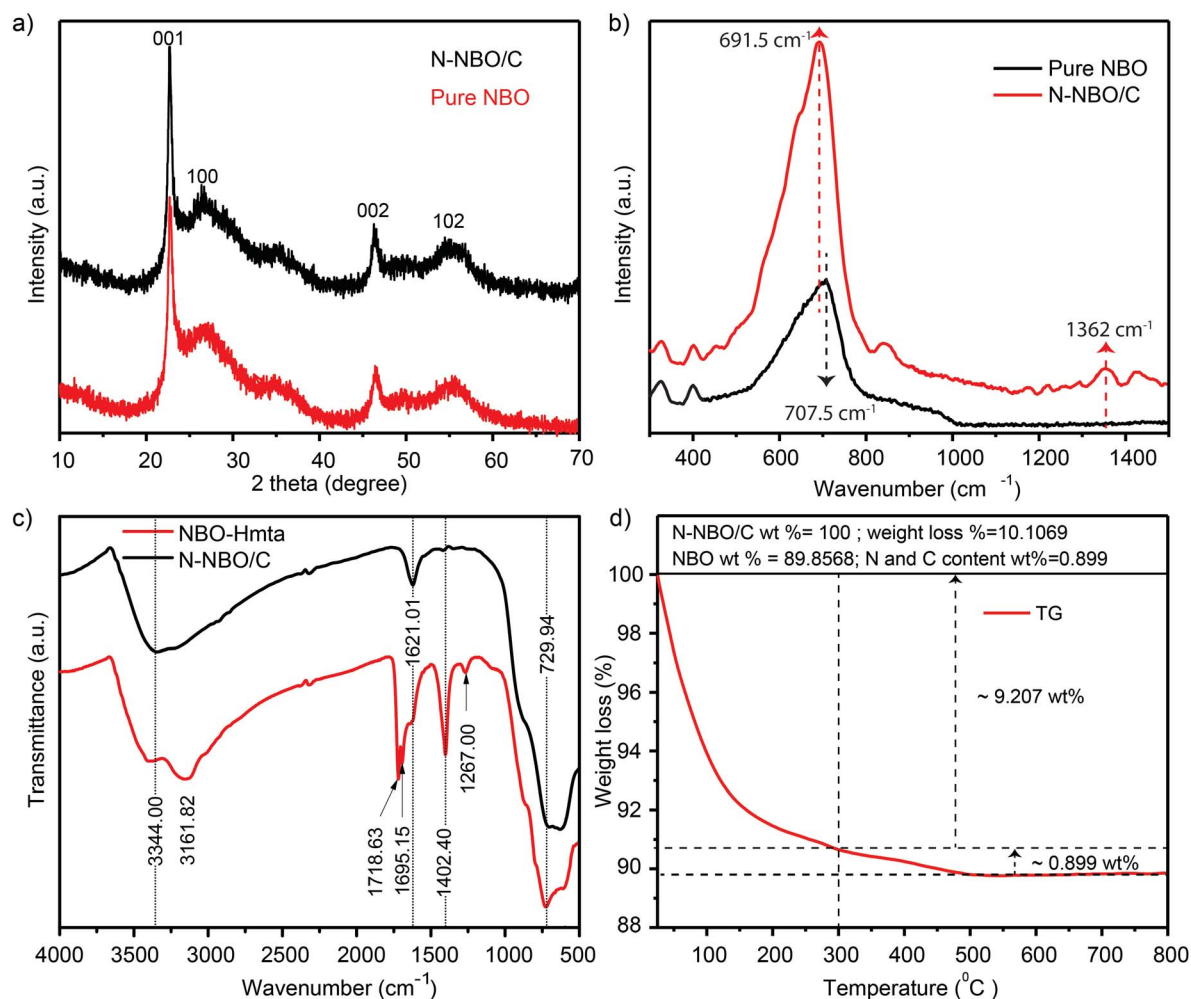 a)
001
N-NBO/C
Pure NBO
100
002
102
Intensity (a.u.)
10 20 30 40 50 60 70
2 theta (degree)
b)
691.5 cm-1
Pure NBO
N-NBO/C
1362 cm-1
707.5 cm-1
Intensity (a.u.)
400 600 800 1000 1200 1400
Wavenumber (cm -1)
c)
NBO-Hmta
N-NBO/C
3344.00
3161.82
1718.63
1695.15
1621.01
1402.40
1267.00
729.94
Transmittance (a.u.)
4000 3500 3000 2500 2000 1500 1000 500
Wavenumber (cm-1)
d)
N-NBO/C wt %= 100 ; weight loss %=10.1069
NBO wt % = 89.8568; N and C content wt%=0.899
TG
~ 9.207 wt%
~ 0.899 wt%
100
98
96
94
92
90
88
Weight loss (%)
100 200 300 400 500 600 700 800
Temperature (0C )